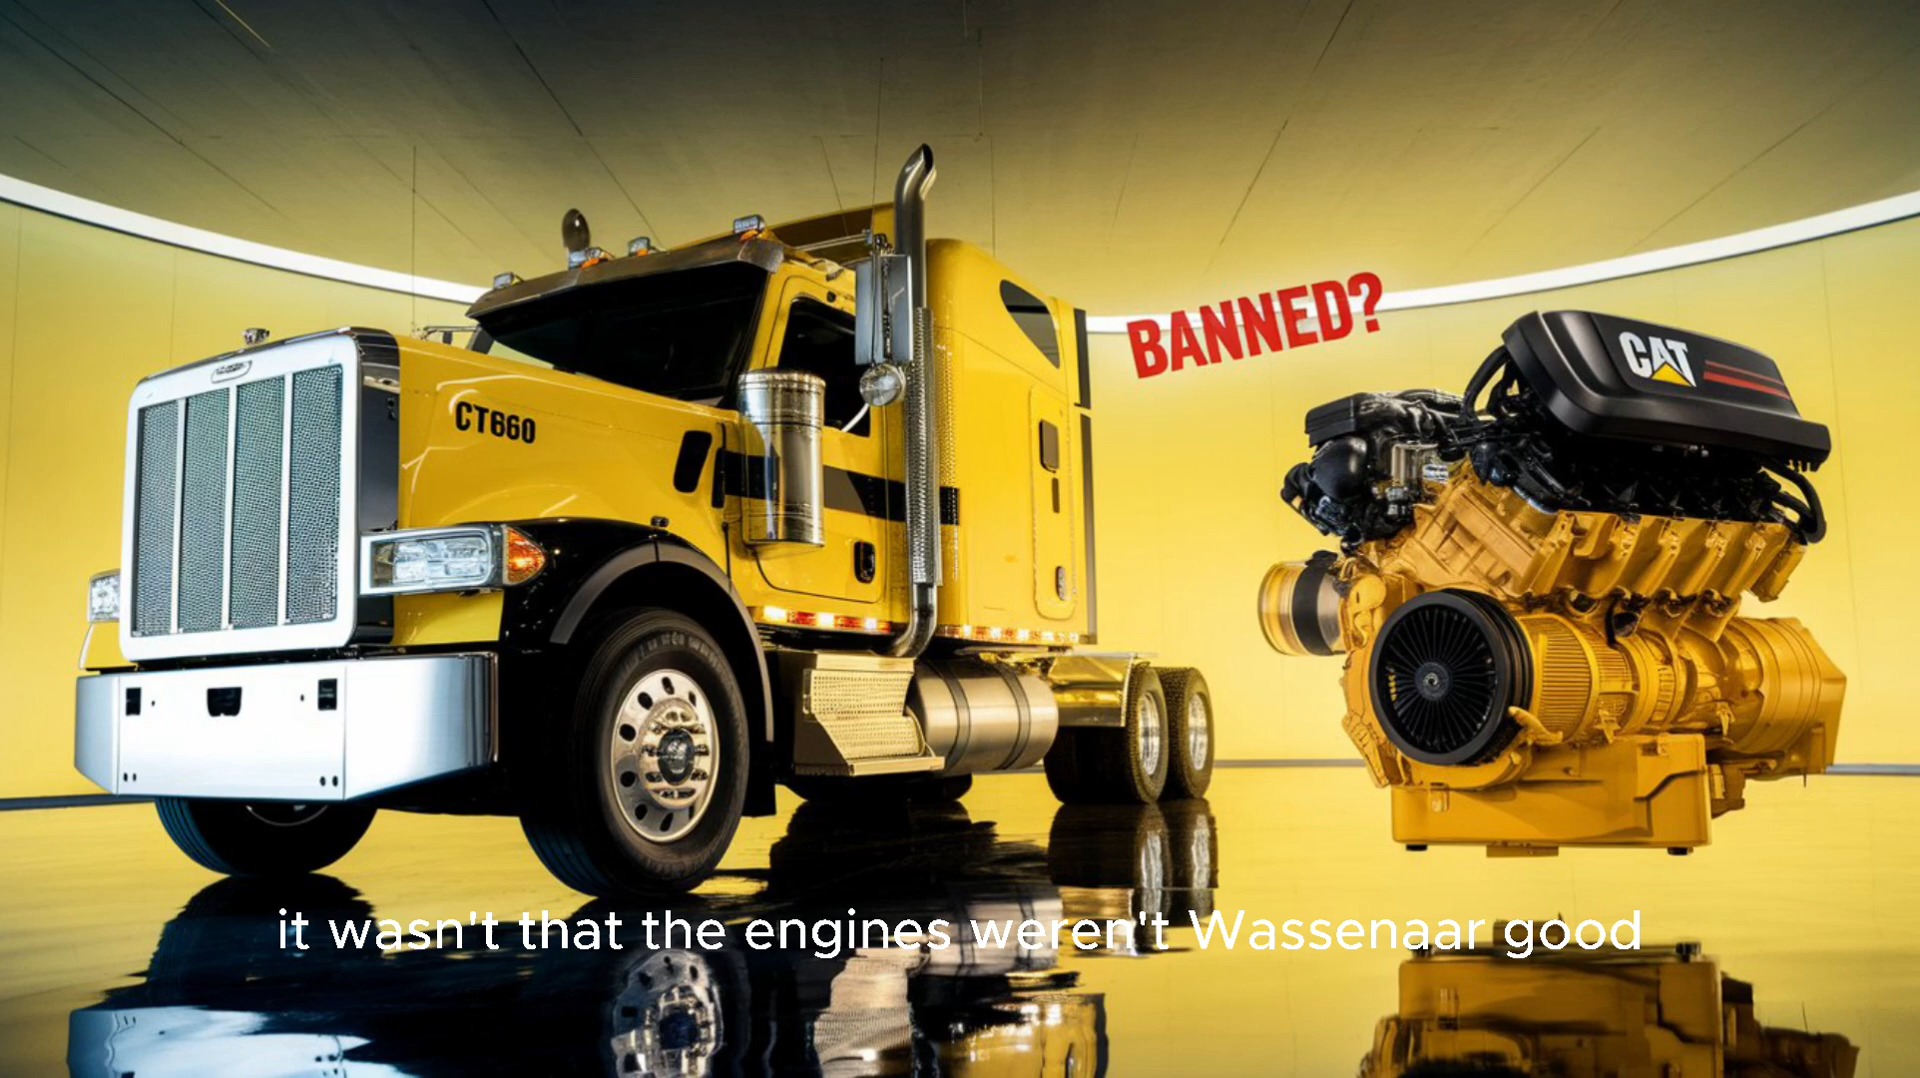 BANNED?
CAT
CT660
it wasn't that the engines weren't Wassenaar good